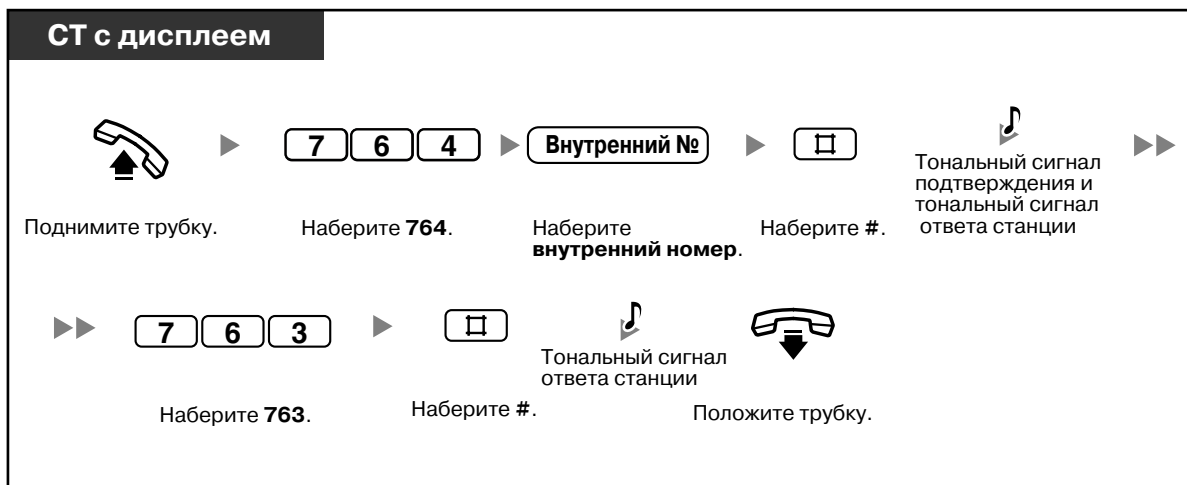 СТ с дисплеем
7 6 4
Внутренний №
Тональный сигнал
подтверждения и
тональный сигнал
ответа станции
Поднимите трубку.
Наберите 764.
Наберите
внутренний номер.
Наберите #.
7 6 3
Тональный сигнал
ответа станции
Наберите 763.
Наберите #.
Положите трубку.